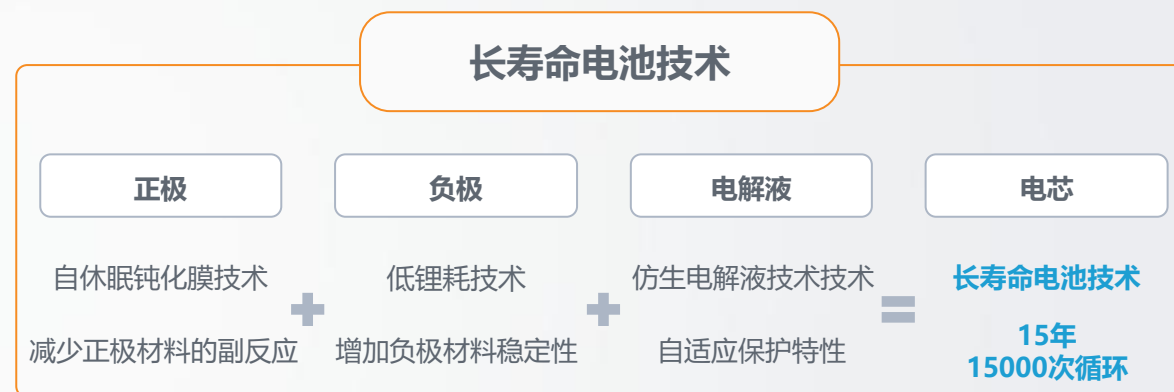 长寿命电池技术
正极
负极
电解液
电芯
自休眠钝化膜技术
低锂耗技术
仿生电解液技术技术
长寿命电池技术
减少正极材料的副反应
增加负极材料稳定性
自适应保护特性
15年
15000次循环